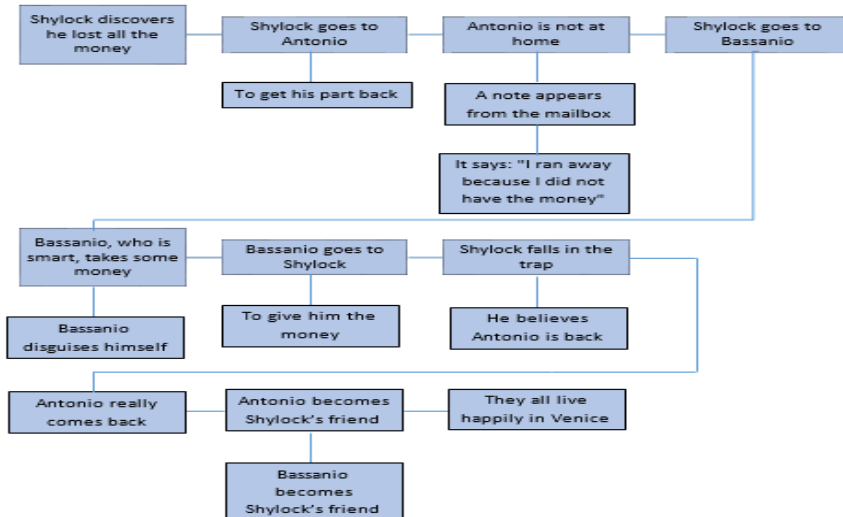 Shylock discovers
he lost all the
money
Shylock goes to
Antonio
Antonio is not at
home
Shylock goes to
Bassanio
To get his part back
A note appears
from the mailbox
It says: "I ran away
because I did not
have the money"
Bassanio, who is
smart, takes some
money
Bassanio goes to
Shylock
Shylock falls in the
trap
Bassanio
disguises himself
To give him the
money
He believes
Antonio is back
Antonio really
comes back
Antonio becomes
Shylock's friend
They all live
happily in Venice
Bassanio
becomes
Shylock's friend